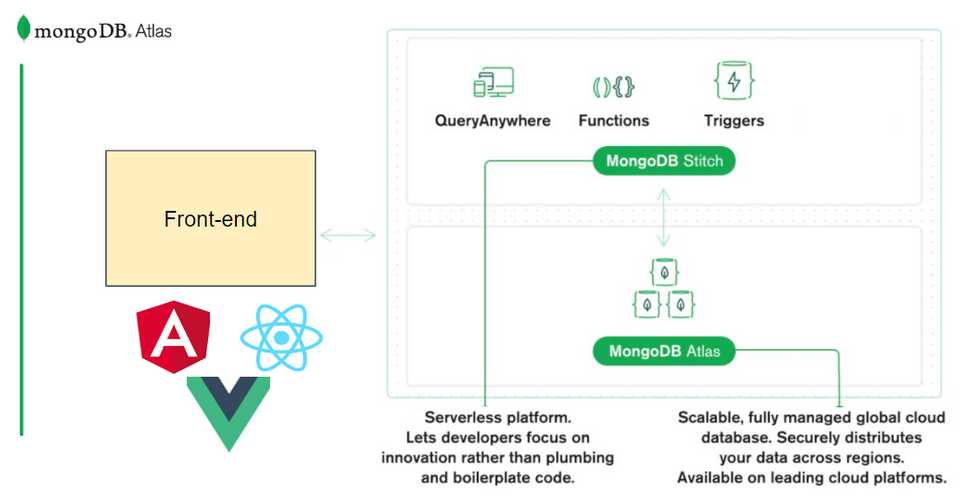 mongoDB® Atlas
QueryAnywhere
Functions
Triggers
MongoDB Stitch
Front-end
MongoDB Atlas
Serverless platform.
Lets developers focus on
innovation rather than plumbing
and boilerplate code.
Scalable, fully managed global cloud
database. Securely distributes
your data across regions.
Available on leading cloud platforms.